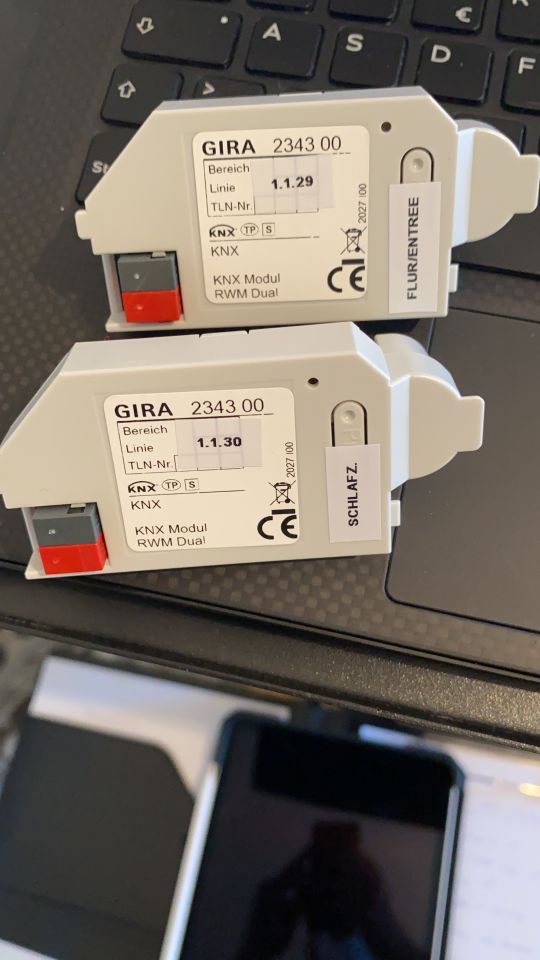 €
A
S
D
F
>
St
GIRA 2343 00
Bereich
Linie
TLN-Nr.
1.1.29
KNX TP S
KNX
KNX Modul
RWM Dual
CE
2027 I00
FLUR/ENTREE
GIRA 2343 00
Bereich
Linie
TLN-Nr.
1.1.30
KNX TP S
KNX
KNX Modul
RWM Dual
CE
2027 I00
SCHLAFZ.